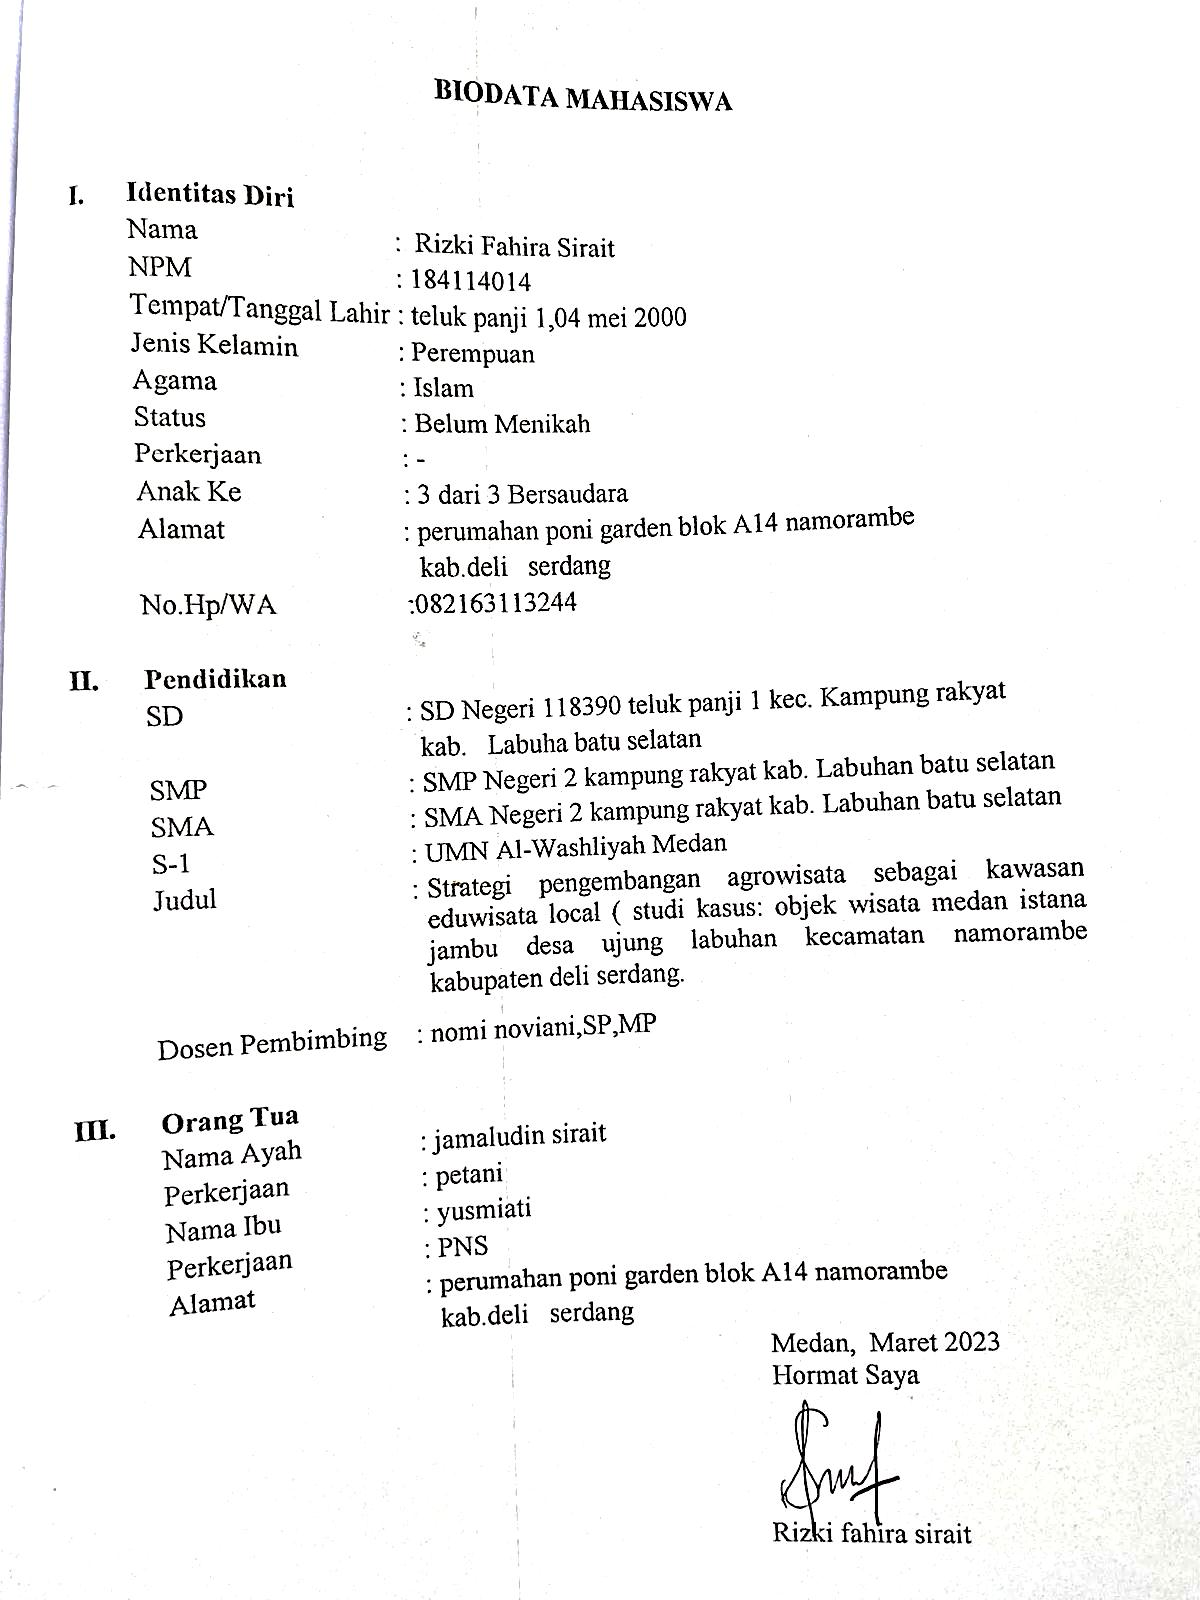 BIODATA MAHASISWA
I. Identitas Diri
Nama : Rizki Fahira Sirait
NPM : 184114014
Tempat/Tanggal Lahir : teluk panji 1,04 mei 2000
Jenis Kelamin : Perempuan
Agama : Islam
Status : Belum Menikah
Perkerjaan : -
Anak Ke : 3 dari 3 Bersaudara
Alamat : perumahan poni garden blok A14 namorambe
kab.deli serdang
No.Hp/WA :082163113244
II. Pendidikan
SD : SD Negeri 118390 teluk panji 1 kec. Kampung rakyat
kab. Labuha batu selatan
SMP : SMP Negeri 2 kampung rakyat kab. Labuhan batu selatan
SMA : SMA Negeri 2 kampung rakyat kab. Labuhan batu selatan
S-1 : UMN Al-Washliyah Medan
Judul : Strategi pengembangan agrowisata sebagai kawasan
eduwisata local ( studi kasus: objek wisata medan istana
jambu desa ujung labuhan kecamatan namorambe
kabupaten deli serdang.
Dosen Pembimbing : nomi noviani,SP,MP
III. Orang Tua
Nama Ayah : jamaludin sirait
Perkerjaan : petani
Nama Ibu : yusmiati
Perkerjaan : PNS
Alamat : perumahan poni garden blok A14 namorambe
kab.deli serdang
Medan, Maret 2023
Hormat Saya
Rizki fahira sirait